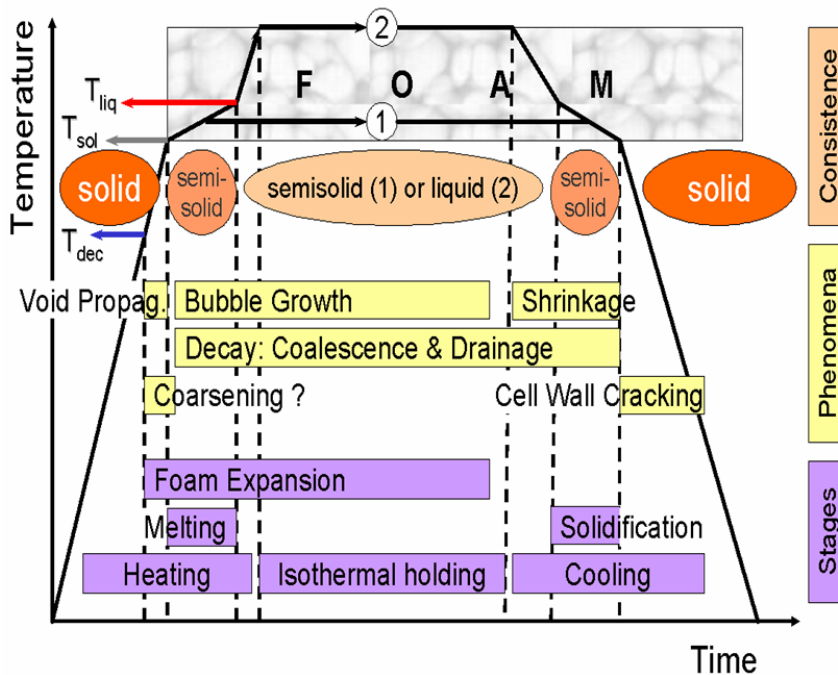 Temperature
2
F O A M
T liq
1
T sol
solid
semi-
solid
semisolid (1) or liquid (2)
semi-
solid
solid
T dec
Void Propag.
Bubble Growth
Shrinkage
Decay: Coalescence & Drainage
Coarsening ?
Cell Wall Cracking
Foam Expansion
Melting
Solidification
Heating
Isothermal holding
Cooling
Time
Consistence
Phenomena
Stages